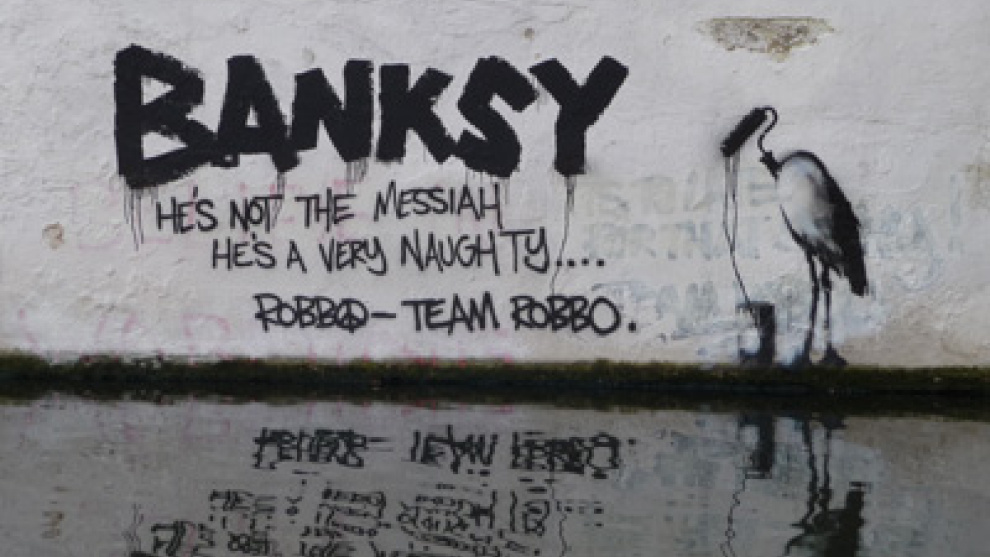 BANKSY
HE'S NOT THE MESSIAH
HE'S A VERY NAUGHTY....
ROBBO – TEAM ROBBO.